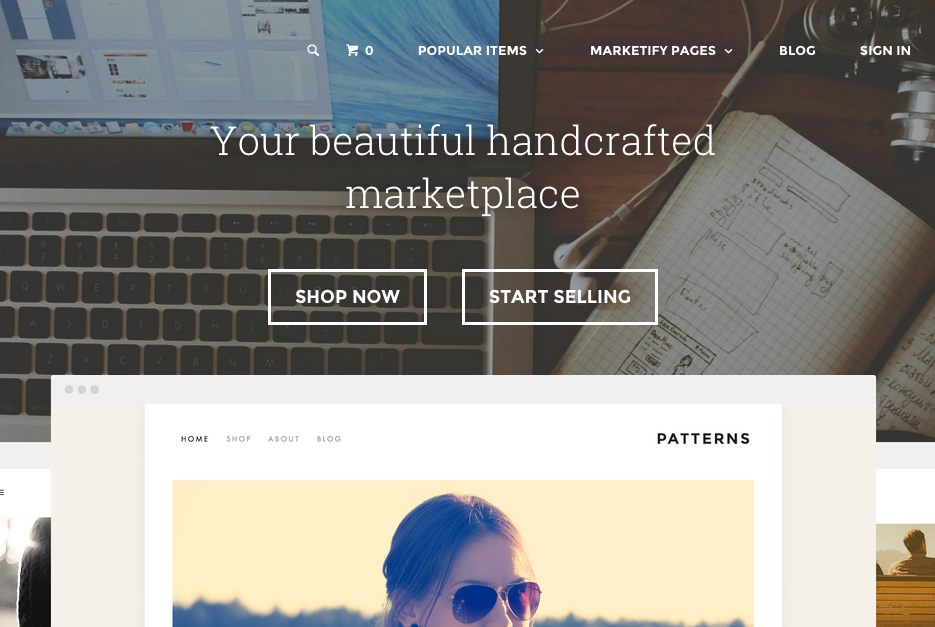 0
POPULAR ITEMS
MARKETIFY PAGES
BLOG
SIGN IN
Your beautiful handcrafted
marketplace
SHOP NOW
START SELLING
HOME
SHOP
ABOUT
BLOG
PATTERNS